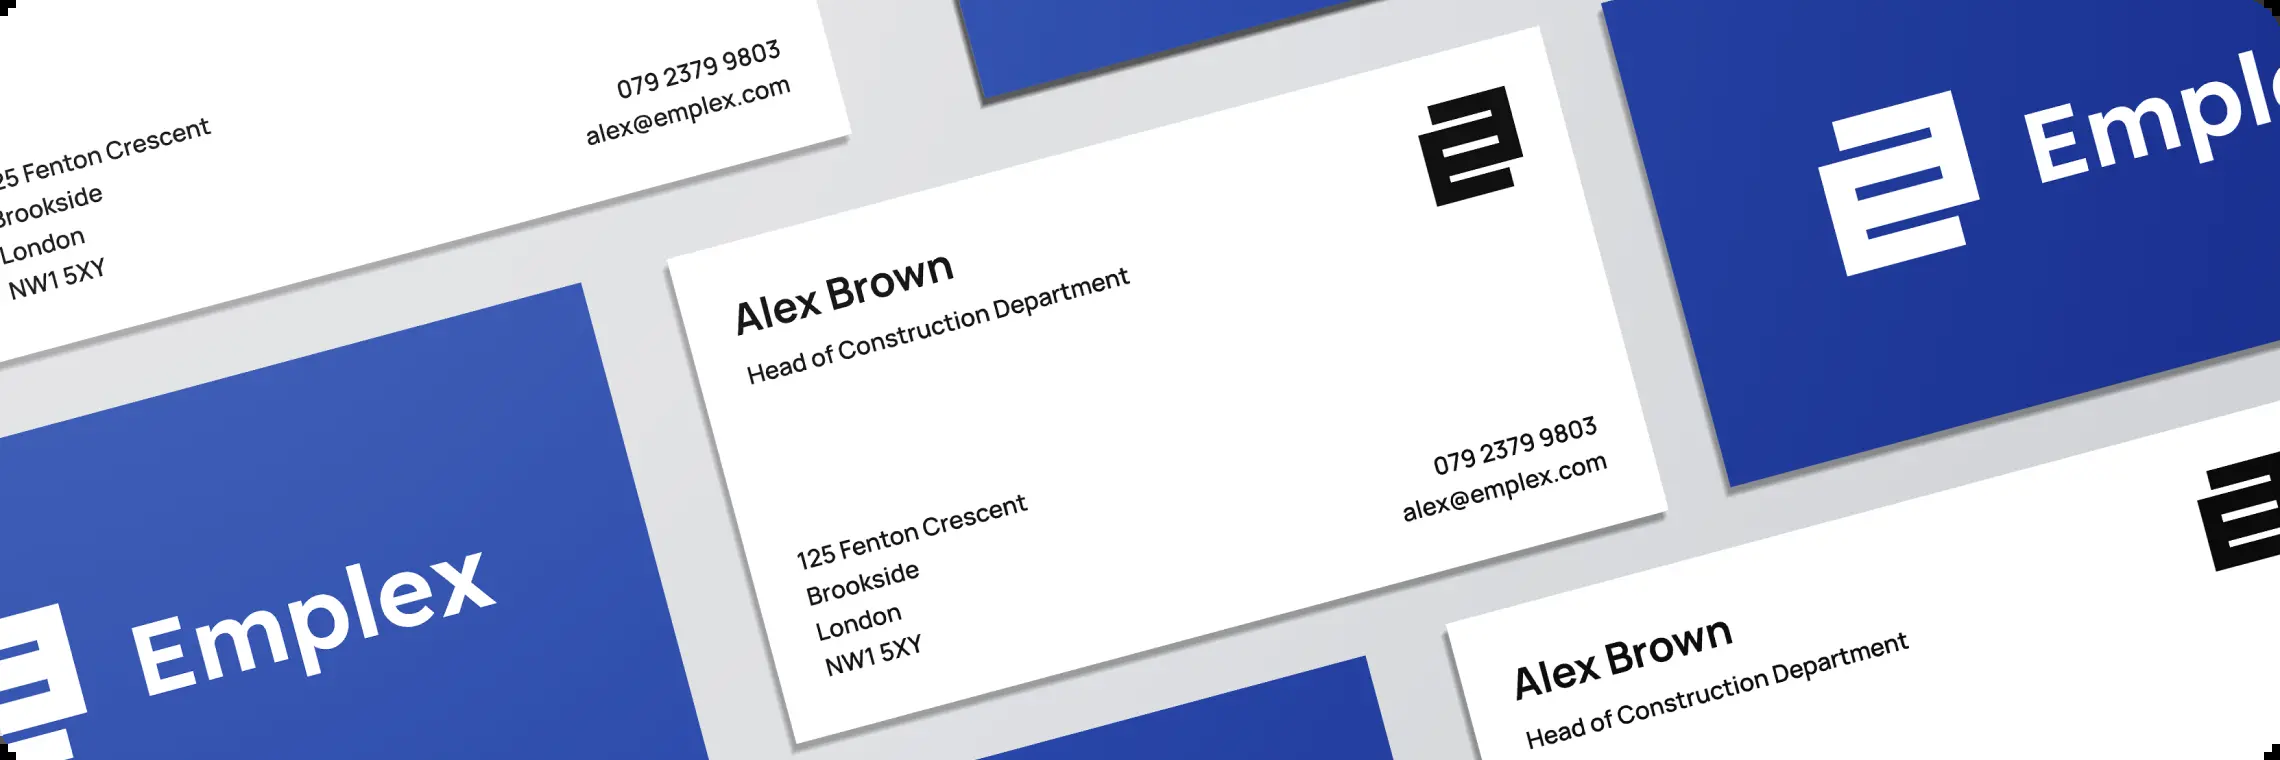 079 2379 9803
alex@emplex.com
25 Fenton Crescent
Brookside
London
NW1 5XY
Emplex
Alex Brown
Head of Construction Department
125 Fenton Crescent
Brookside
London
NW1 5XY
079 2379 9803
alex@emplex.com
Emple
Alex Brown
Head of Construction Department